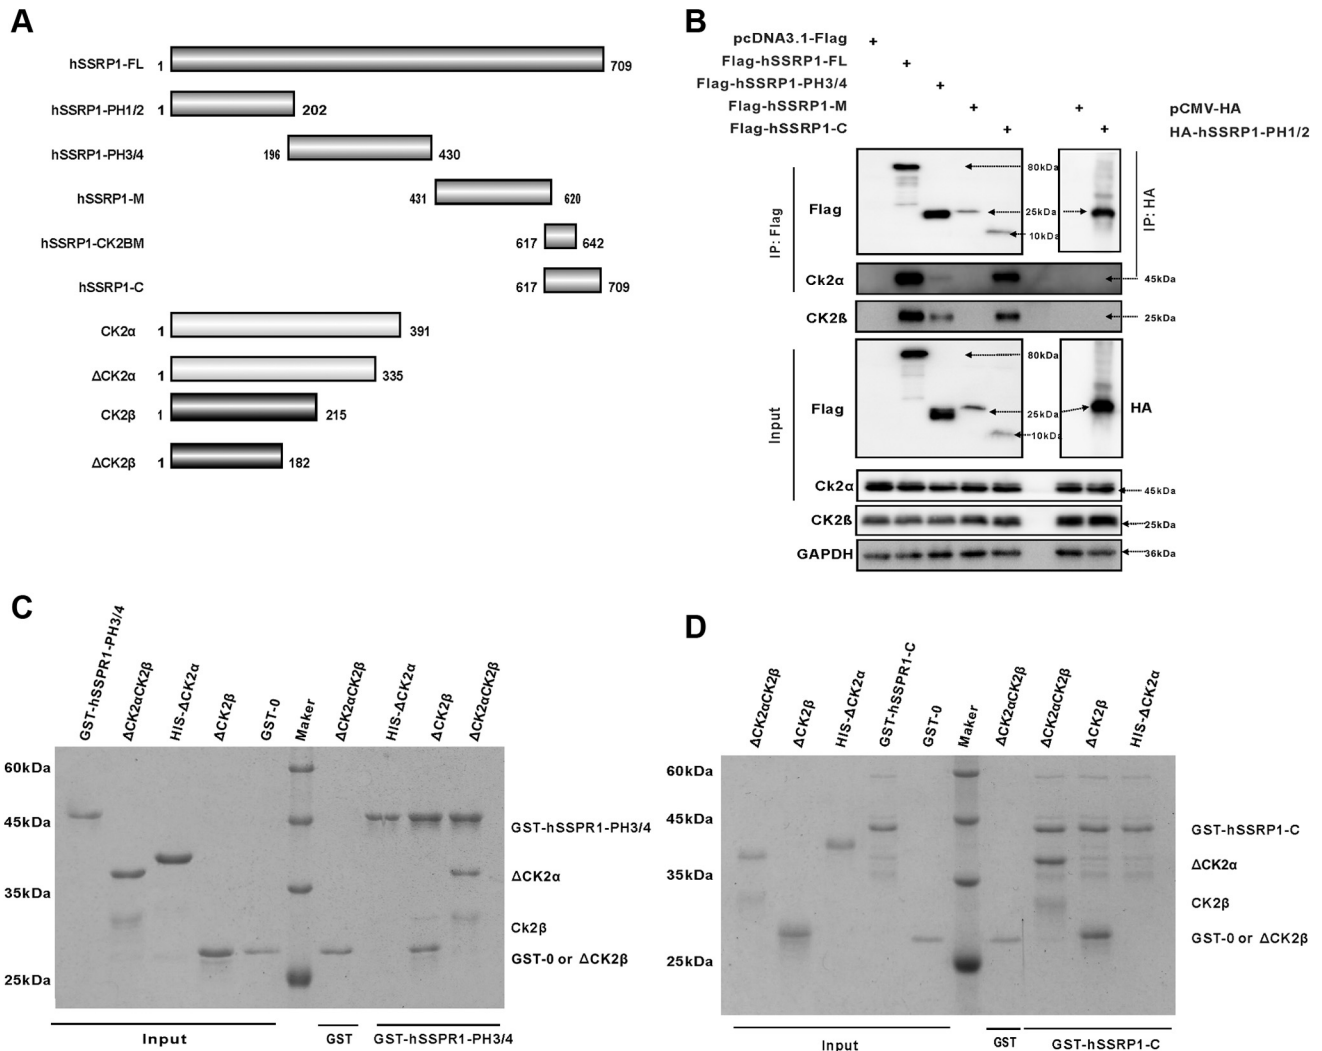 A
hSSRP1-FL 1 709
hSSRP1-PH1/2 1 202
hSSRP1-PH3/4 196 430
hSSRP1-M 431 620
hSSRP1-CK2BM 617 642
hSSRP1-C 617 709
CK2α 1 391
ΔCK2α 1 335
CK2β 1 215
ΔCK2β 1 182
B
pcDNA3.1-Flag +
Flag-hSSRP1-FL +
Flag-hSSRP1-PH3/4 +
Flag-hSSRP1-M + + pCMV-HA
Flag-hSSRP1-C + + HA-hSSRP1-PH1/2
IP: Flag
IP: HA
80kDa
Flag 25kDa
10kDa
Ck2α 45kDa
CK2ß 25kDa
Input
80kDa
Flag 25kDa HA
10kDa
Ck2α 45kDa
CK2ß 25kDa
GAPDH 36kDa
C
GST-hSSPR1-PH3/4
ΔCK2αCK2β
HIS-ΔCK2α
ΔCK2β
GST-0
Maker
ΔCK2αCK2β
HIS-ΔCK2α
ΔCK2β
ΔCK2αCK2β
60kDa
45kDa
35kDa
25kDa
GST-hSSPR1-PH3/4
ΔCK2α
Ck2β
GST-0 or ΔCK2β
Input GST GST-hSSPR1-PH3/4
D
ΔCK2αCK2β
ΔCK2β
HIS-ΔCK2α
GST-hSSPR1-C
GST-0
Maker
ΔCK2αCK2β
ΔCK2αCK2β
ΔCK2β
HIS-ΔCK2α
60kDa
45kDa
35kDa
25kDa
GST-hSSRP1-C
ΔCK2α
CK2β
GST-0 or ΔCK2β
Input GST GST-hSSRP1-C